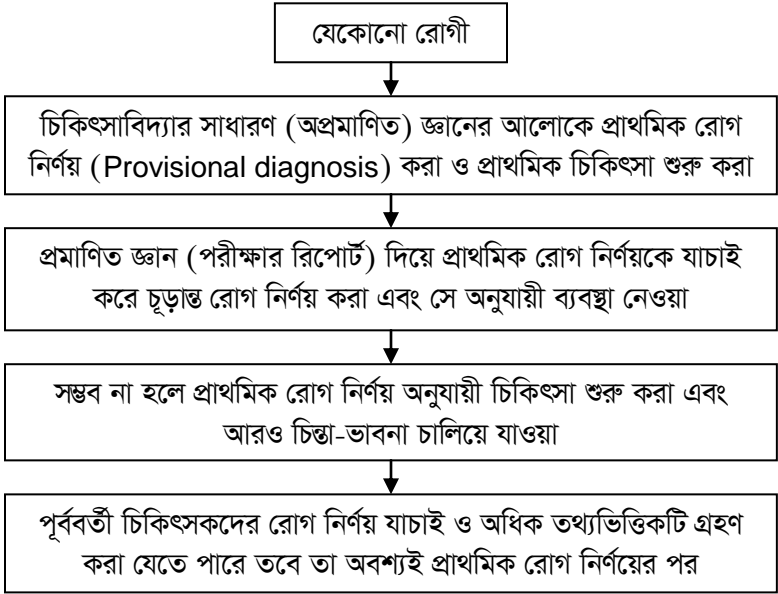 যেকোনো রোগী
চিকিৎসাবিদ্যার সাধারণ (অপ্রমাণিত) জ্ঞানের আলোকে প্রাথমিক রোগ
নির্ণয় (Provisional diagnosis) করা ও প্রাথমিক চিকিৎসা শুরু করা
প্রমাণিত জ্ঞান (পরীক্ষার রিপোর্ট) দিয়ে প্রাথমিক রোগ নির্ণয়কে যাচাই
করে চূড়ান্ত রোগ নির্ণয় করা এবং সে অনুযায়ী ব্যবস্থা নেওয়া
সম্ভব না হলে প্রাথমিক রোগ নির্ণয় অনুযায়ী চিকিৎসা শুরু করা এবং
আরও চিন্তা-ভাবনা চালিয়ে যাওয়া
পূর্ববর্তী চিকিৎসকদের রোগ নির্ণয় যাচাই ও অধিক তথ্যভিত্তিকটি গ্রহণ
করা যেতে পারে তবে তা অবশ্যই প্রাথমিক রোগ নির্ণয়ের পর